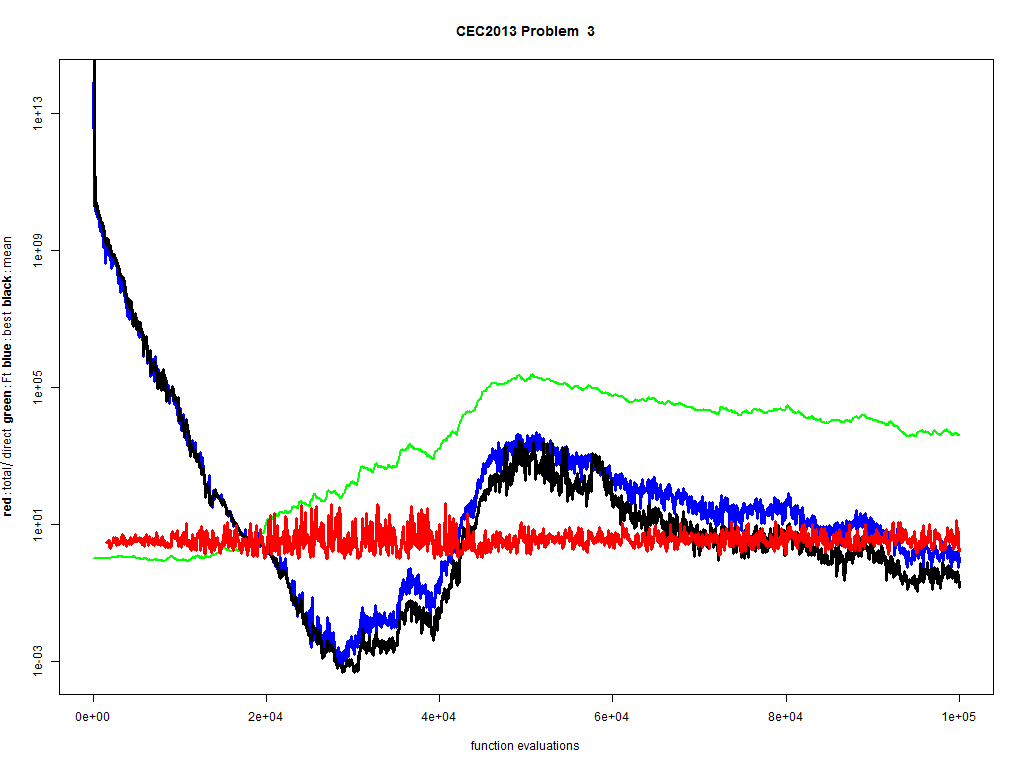 CEC2013 Problem  3
red : total/ direct green : Ft blue : best black : mean
1e+13
1e+09
1e+05
1e+01
1e-03
0e+00 2e+04 4e+04 6e+04 8e+04 1e+05
function evaluations